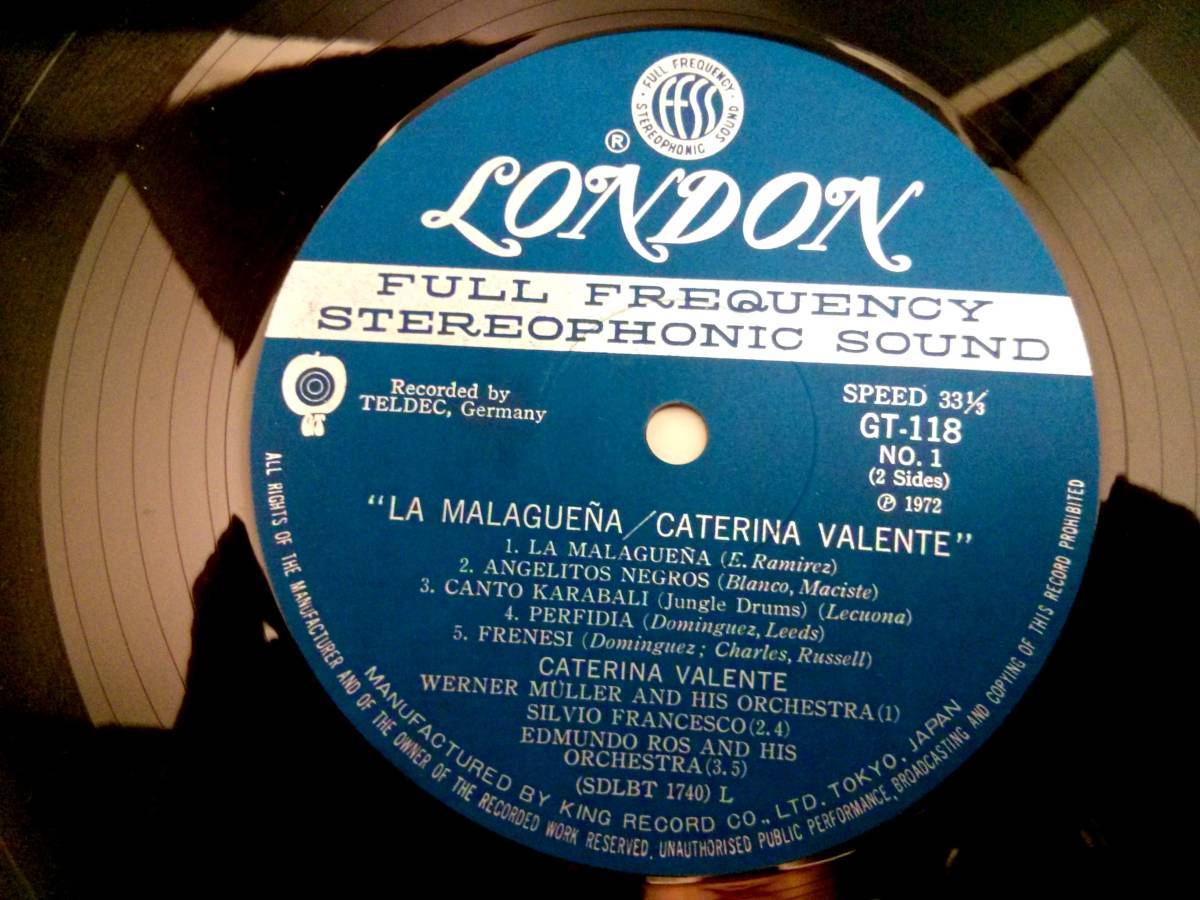 FULL FREQUENCY STEREOPHONIC SOUND
FFSS
®
LONDON
FULL FREQUENCY
STEREOPHONIC SOUND
Recorded by
TELDEC, Germany
GT
SPEED 33⅓
GT-118
NO. 1
(2 Sides)
℗ 1972
"LA MALAGUEÑA/CATERINA VALENTE"
1. LA MALAGUEÑA (E. Ramirez)
2. ANGELITOS NEGROS (Blanco, Maciste)
3. CANTO KARABALI (Jungle Drums) (Lecuona)
4. PERFIDIA (Dominguez, Leeds)
5. FRENESI (Dominguez; Charles, Russell)
CATERINA VALENTE
WERNER MÜLLER AND HIS ORCHESTRA(1)
SILVIO FRANCESCO(2.4)
EDMUNDO ROS AND HIS
ORCHESTRA(3.5)
(SDLBT 1740) L
MANUFACTURED BY KING RECORD CO., LTD. TOKYO, JAPAN
ALL RIGHTS OF THE MANUFACTURER AND OF THE OWNER OF THE RECORDED WORK RESERVED. UNAUTHORISED PUBLIC PERFORMANCE, BROADCASTING AND COPYING OF THIS RECORD PROHIBITED